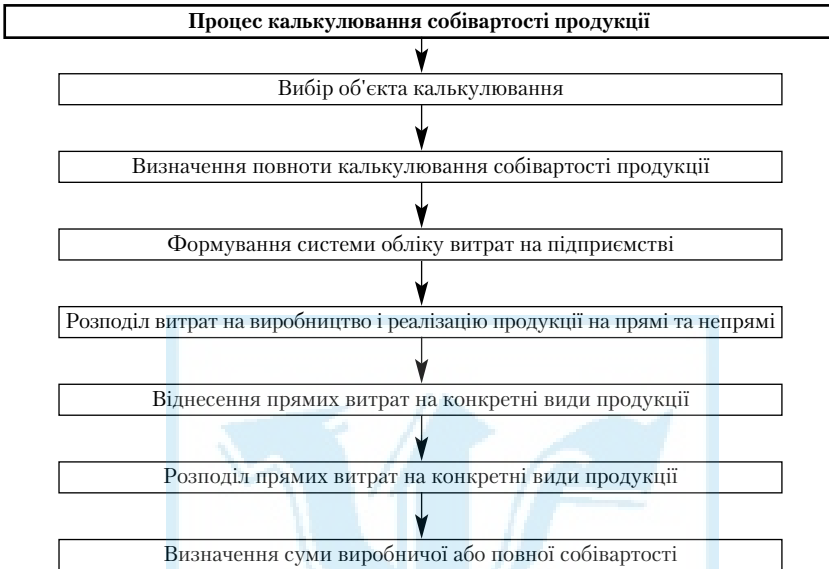 Процес калькулювання собівартості продукції
Вибір об'єкта калькулювання
Визначення повноти калькулювання собівартості продукції
Формування системи обліку витрат на підприємстві
Розподіл витрат на виробництво і реалізацію продукції на прямі та непрямі
Віднесення прямих витрат на конкретні види продукції
Розподіл прямих витрат на конкретні види продукції
Визначення суми виробничої або повної собівартості